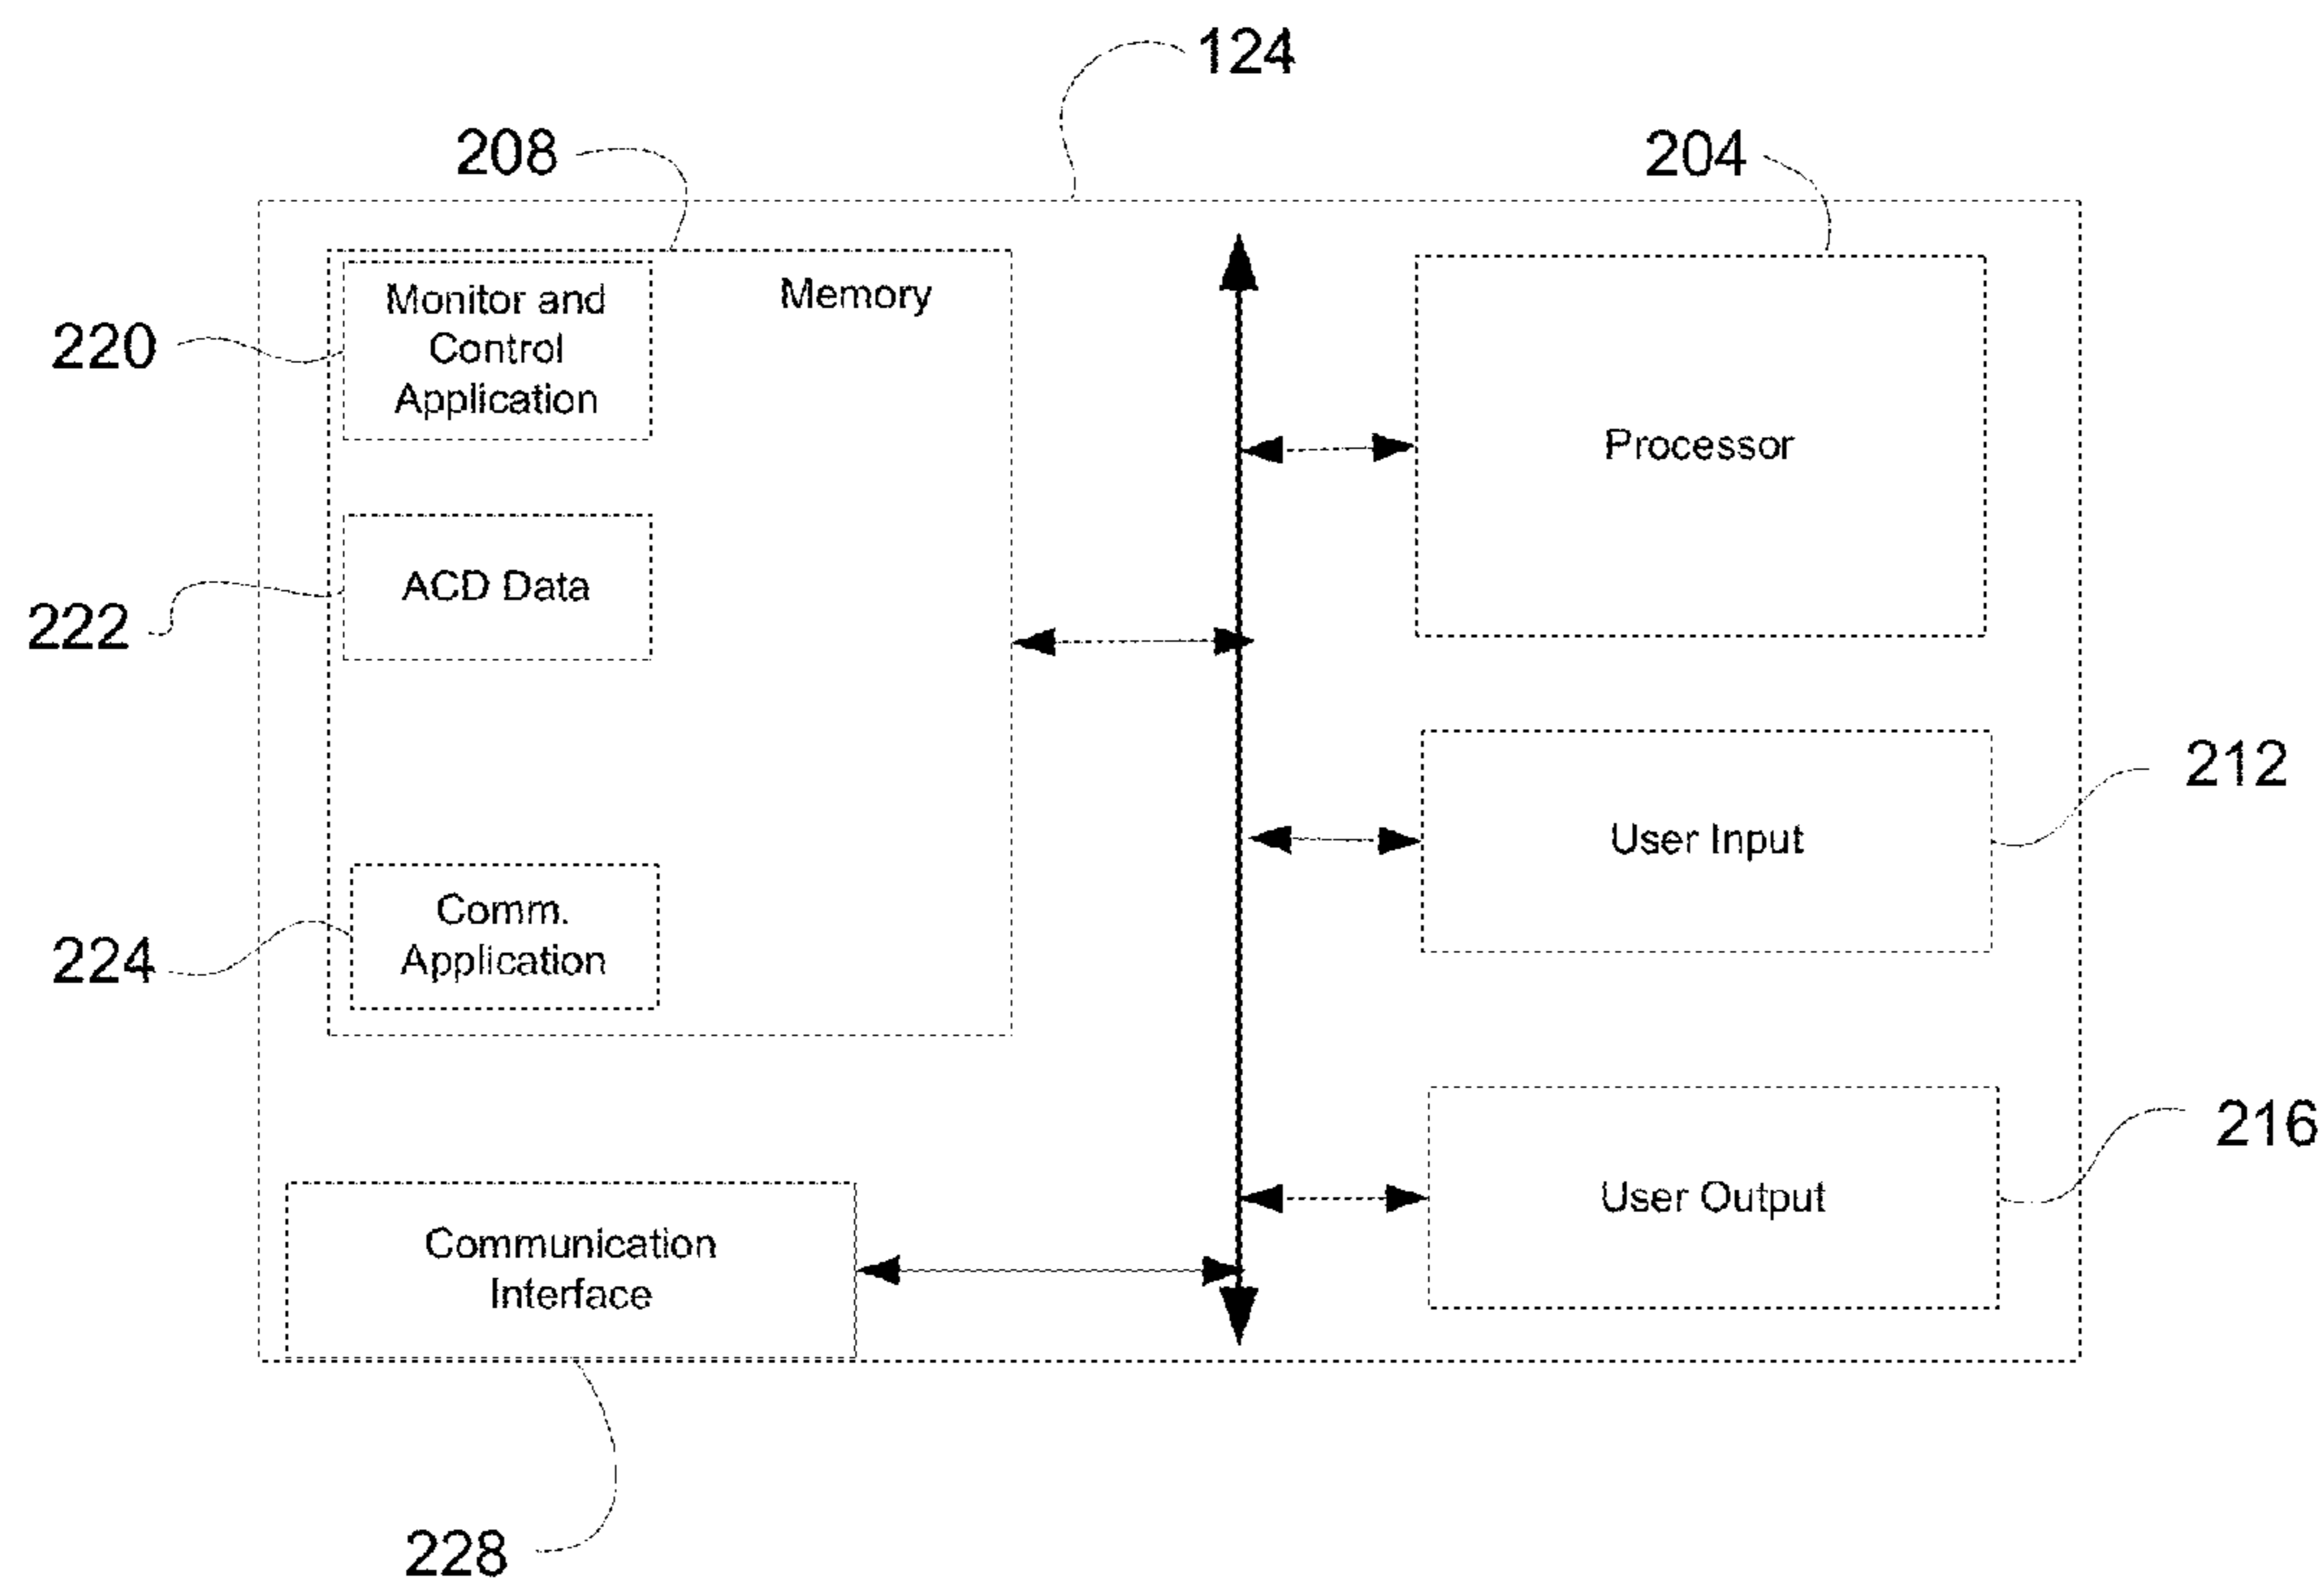 124
208
204
Monitor and
Control
Application
Memory
220
Processor
ACD Data
222
212
User Input
Comm.
Application
224
216
User Output
Communication
Interface
228